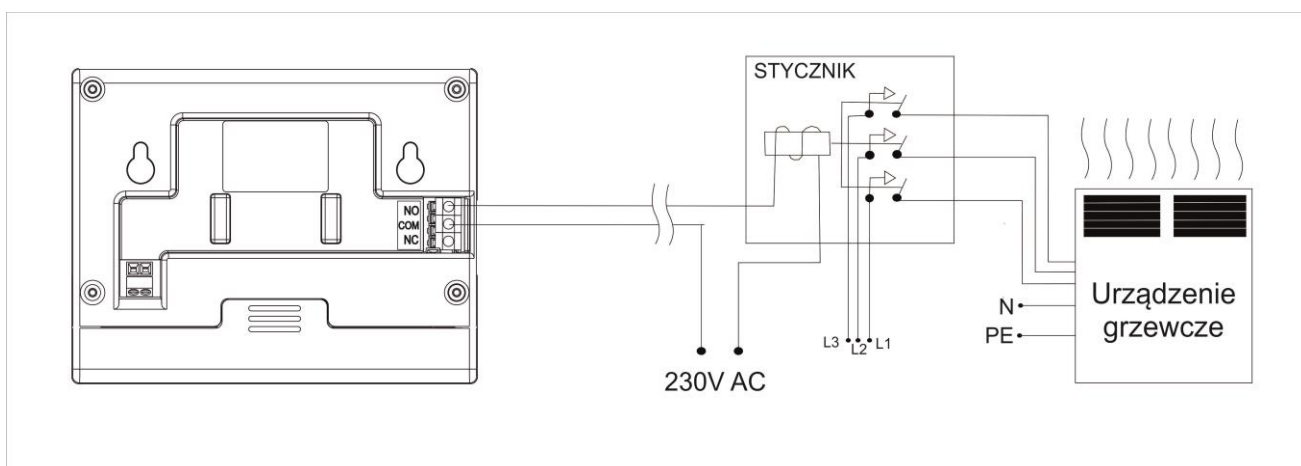 STYCZNIK
NO
COM
NC
L3 L2 L1
N
PE
230V AC
Urządzenie
grzewcze